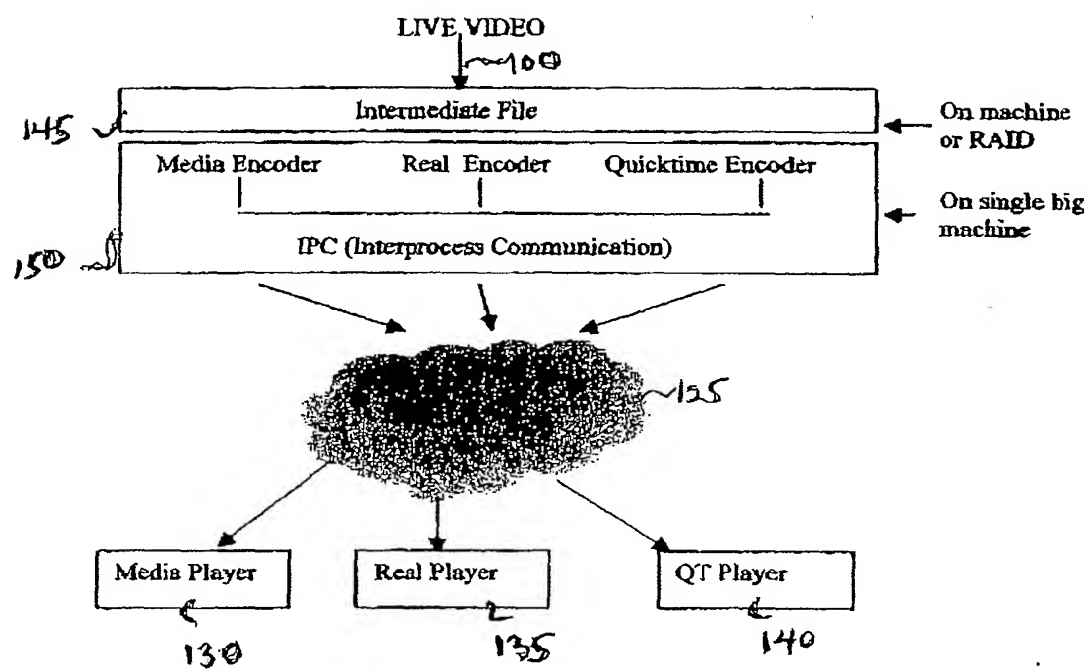 LIVE VIDEO
100
Intermediate File
145
On machine
or RAID
Media Encoder Real Encoder Quicktime Encoder
On single big
machine
IPC (Interprocess Communication)
150
125
Media Player Real Player QT Player
130 135 140